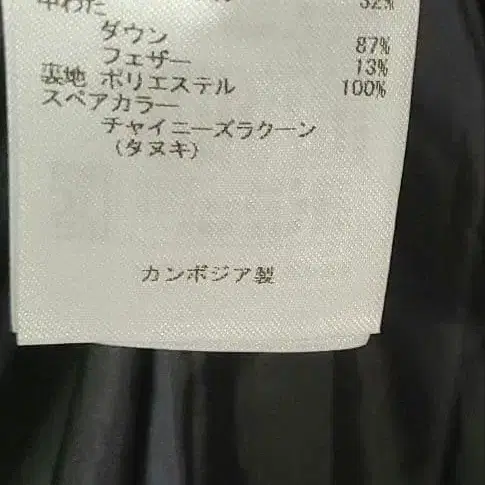 中わた 32%
ダウン 87%
フェザー 13%
裏地 ポリエステル 100%
スペアカラー
チャイニーズラクーン
(タヌキ)
カンボジア製